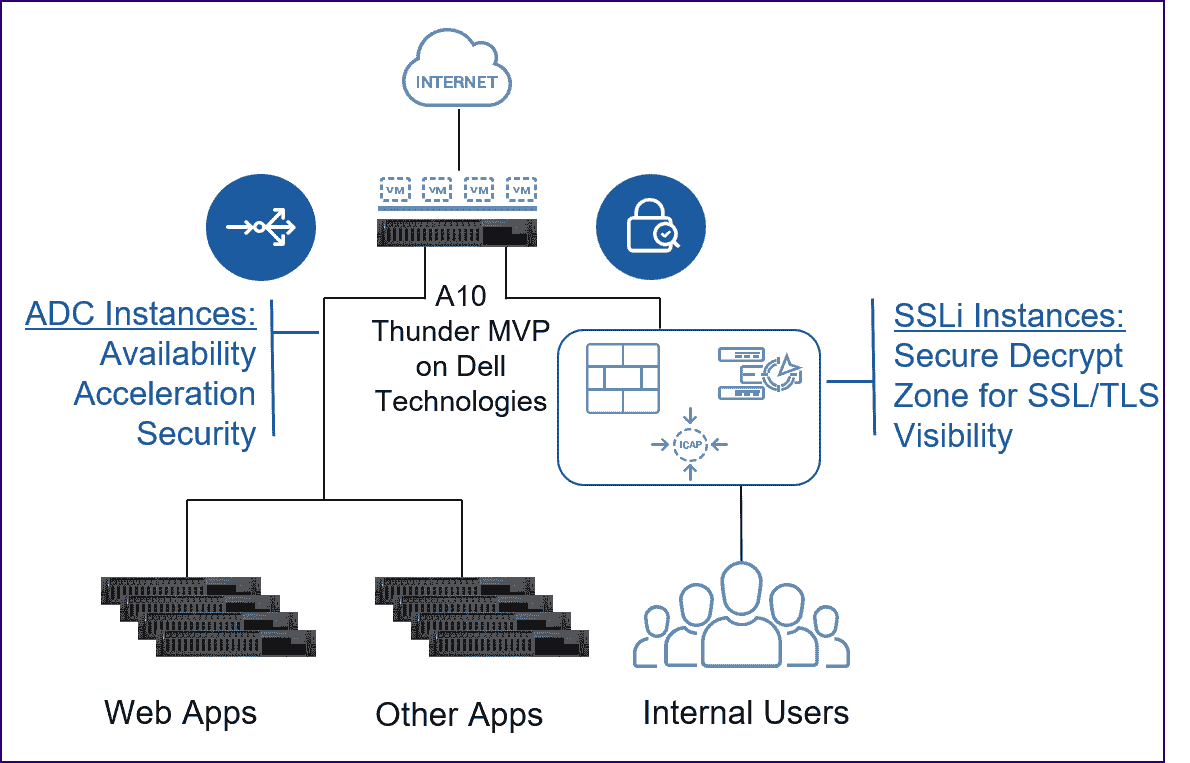 INTERNET
VM VM VM VM
A10
Thunder MVP
on Dell
Technologies
ADC Instances:
Availability
Acceleration
Security
SSLi Instances:
Secure Decrypt
Zone for SSL/TLS
Visibility
ICAP
Web Apps
Other Apps
Internal Users